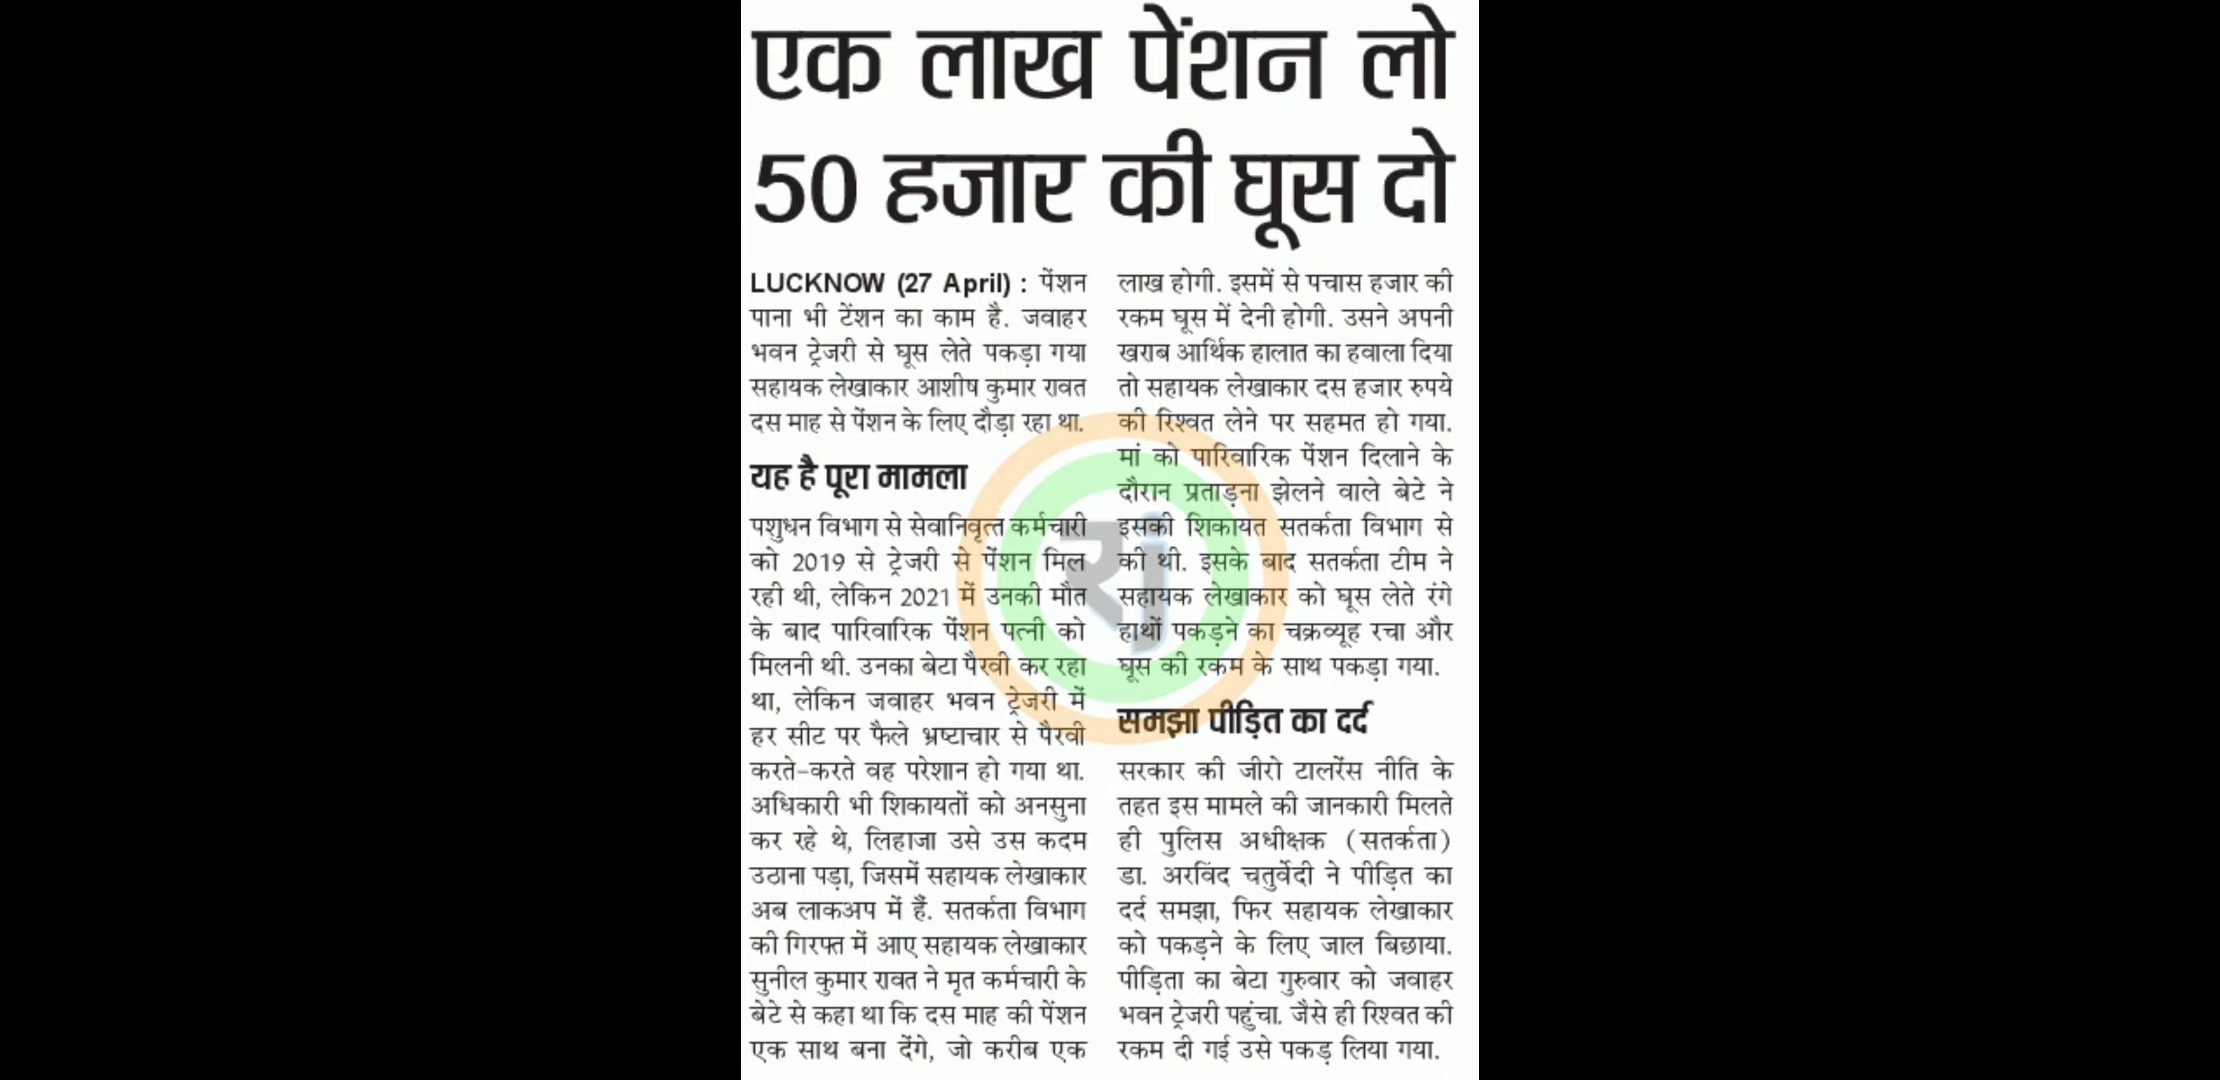 एक लाख पेंशन लो
50 हजार की घूस दो
LUCKNOW (27 April) : पेंशन
पाना भी टेंशन का काम है. जवाहर
भवन ट्रेजरी से घूस लेते पकड़ा गया
सहायक लेखाकार आशीष कुमार रावत
दस माह से पेंशन के लिए दौड़ा रहा था.
यह है पूरा मामला
पशुधन विभाग से सेवानिवृत्त कर्मचारी
को 2019 से ट्रेजरी से पेंशन मिल
रही थी, लेकिन 2021 में उनकी मौत
के बाद पारिवारिक पेंशन पत्नी को
मिलनी थी. उनका बेटा पैरवी कर रहा
था, लेकिन जवाहर भवन ट्रेजरी में
हर सीट पर फैले भ्रष्टाचार से पैरवी
करते-करते वह परेशान हो गया था.
अधिकारी भी शिकायतों को अनसुना
कर रहे थे, लिहाजा उसे उस कदम
उठाना पड़ा, जिसमें सहायक लेखाकार
अब लाकअप में हैं. सतर्कता विभाग
की गिरफ्त में आए सहायक लेखाकार
सुनील कुमार रावत ने मृत कर्मचारी के
बेटे से कहा था कि दस माह की पेंशन
एक साथ बना देंगे, जो करीब एक
लाख होगी. इसमें से पचास हजार की
रकम घूस में देनी होगी. उसने अपनी
खराब आर्थिक हालात का हवाला दिया
तो सहायक लेखाकार दस हजार रुपये
की रिश्वत लेने पर सहमत हो गया.
मां को पारिवारिक पेंशन दिलाने के
दौरान प्रताड़ना झेलने वाले बेटे ने
इसकी शिकायत सतर्कता विभाग से
की थी. इसके बाद सतर्कता टीम ने
सहायक लेखाकार को घूस लेते रंगे
हाथों पकड़ने का चक्रव्यूह रचा और
घूस की रकम के साथ पकड़ा गया.
समझा पीड़ित का दर्द
सरकार की जीरो टालरेंस नीति के
तहत इस मामले की जानकारी मिलते
ही पुलिस अधीक्षक (सतर्कता)
डा. अरविंद चतुर्वेदी ने पीड़ित का
दर्द समझा, फिर सहायक लेखाकार
को पकड़ने के लिए जाल बिछाया.
पीड़िता का बेटा गुरुवार को जवाहर
भवन ट्रेजरी पहुंचा. जैसे ही रिश्वत की
रकम दी गई उसे पकड़ लिया गया.